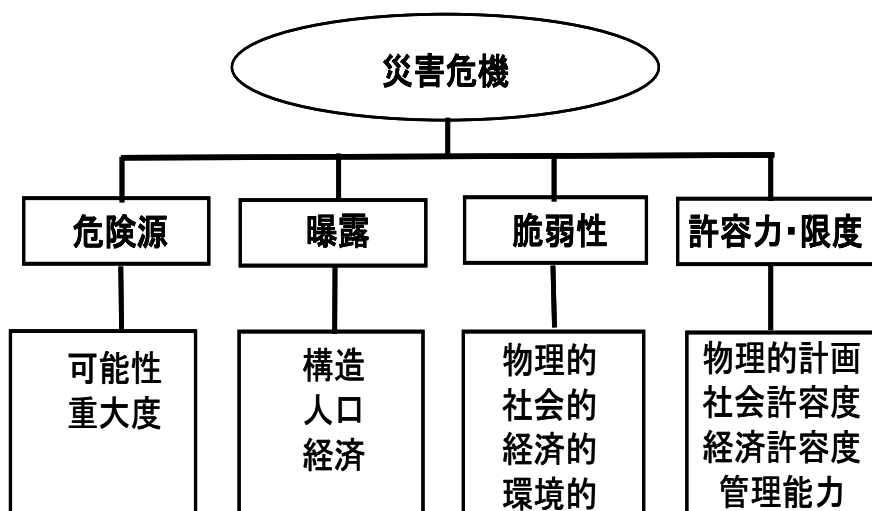 災害危機
危険源
曝露
脆弱性
許容力・限度
可能性
重大度
構造
人口
経済
物理的
社会的
経済的
環境的
物理的計画
社会許容度
経済許容度
管理能力